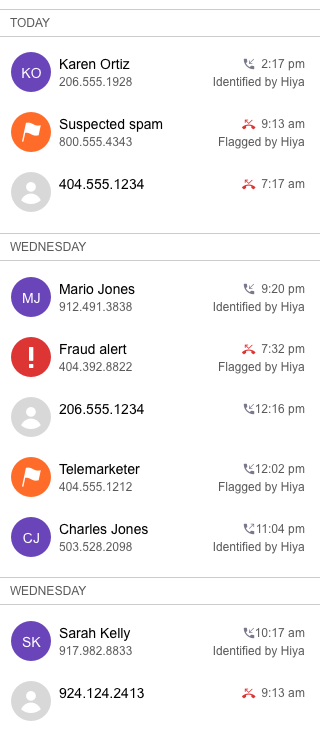 TODAY
KO Karen Ortiz 2:17 pm
206.555.1928 Identified by Hiya
Suspected spam 9:13 am
800.555.4343 Flagged by Hiya
404.555.1234 7:17 am
WEDNESDAY
MJ Mario Jones 9:20 pm
912.491.3838 Identified by Hiya
! Fraud alert 7:32 pm
404.392.8822 Flagged by Hiya
206.555.1234 12:16 pm
Telemarketer 12:02 pm
404.555.1212 Flagged by Hiya
CJ Charles Jones 11:04 pm
503.528.2098 Identified by Hiya
WEDNESDAY
SK Sarah Kelly 10:17 am
917.982.8833 Identified by Hiya
924.124.2413 9:13 am